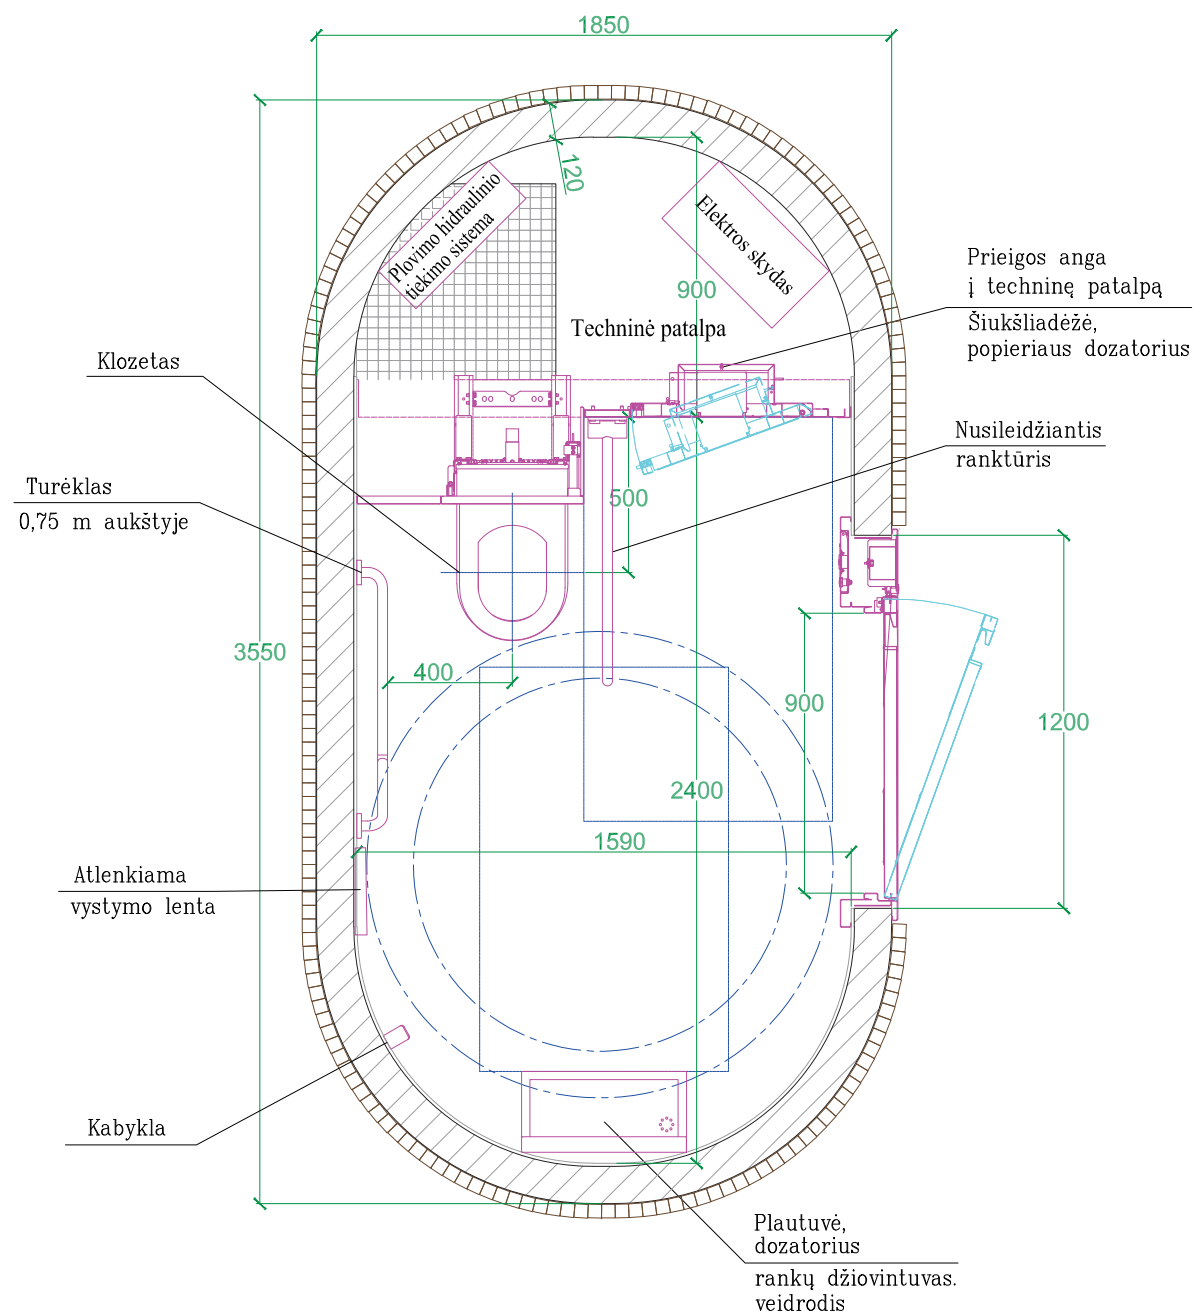 1850
120
Plovimo hidraulinio
tiekimo sistema
Elektros skydas
900
Techninė patalpa
Prieigos anga
į techninę patalpą
Šiukšliadėžė,
popieriaus dozatorius
Klozetas
Nusileidžiantis
ranktūris
Turėklas
0,75 m aukštyje
500
3550
400
900
1200
2400
1590
Atlenkiama
vystymo lenta
Kabykla
Plautuvė,
dozatorius
rankų džiovintuvas.
veidrodis